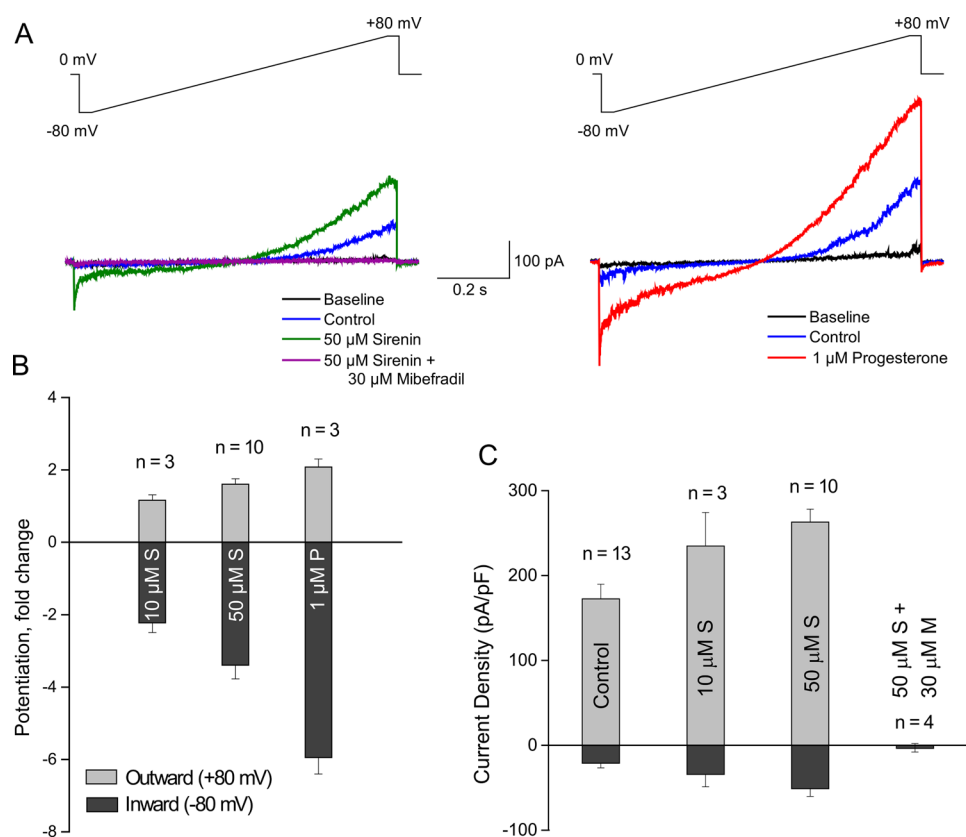 A
+80 mV
0 mV
-80 mV
100 pA
0.2 s
Baseline
Control
50 µM Sirenin
50 µM Sirenin +
30 µM Mibefradil
+80 mV
0 mV
-80 mV
Baseline
Control
1 µM Progesterone
B
Potentiation, fold change
4
2
0
-2
-4
-6
-8
n = 3
n = 10
n = 3
10 µM S
50 µM S
1 µM P
Outward (+80 mV)
Inward (-80 mV)
C
Current Density (pA/pF)
300
200
100
0
-100
n = 13
n = 3
n = 10
n = 4
Control
10 µM S
50 µM S
50 µM S +
30 µM M